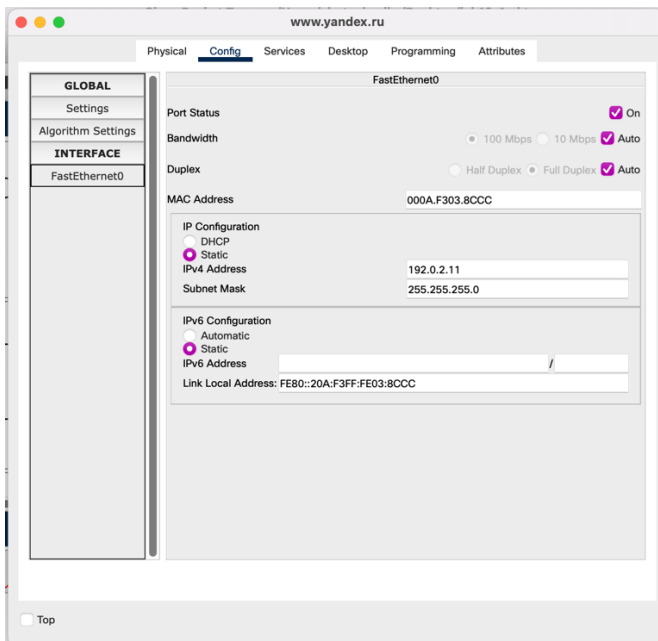 www.yandex.ru
Physical Config Services Desktop Programming Attributes
GLOBAL
Settings
Algorithm Settings
INTERFACE
FastEthernet0
FastEthernet0
Port Status On
Bandwidth 100 Mbps 10 Mbps Auto
Duplex Half Duplex Full Duplex Auto
MAC Address 000A.F303.8CCC
IP Configuration
DHCP
Static
IPv4 Address 192.0.2.11
Subnet Mask 255.255.255.0
IPv6 Configuration
Automatic
Static
IPv6 Address /
Link Local Address: FE80::20A:F3FF:FE03:8CCC
Top